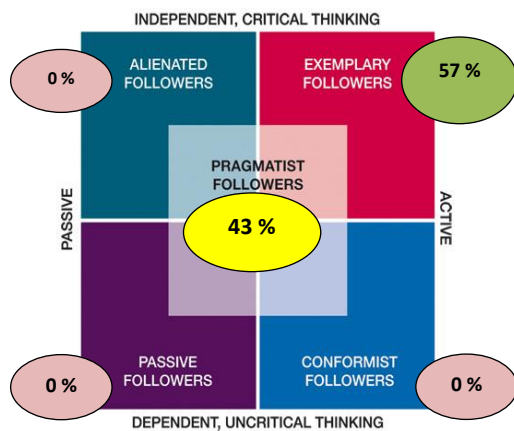 INDEPENDENT, CRITICAL THINKING
0 %
ALIENATED
FOLLOWERS
EXEMPLARY
FOLLOWERS
57 %
PRAGMATIST
FOLLOWERS
43 %
PASSIVE
ACTIVE
0 %
PASSIVE
FOLLOWERS
CONFORMIST
FOLLOWERS
0 %
DEPENDENT, UNCRITICAL THINKING